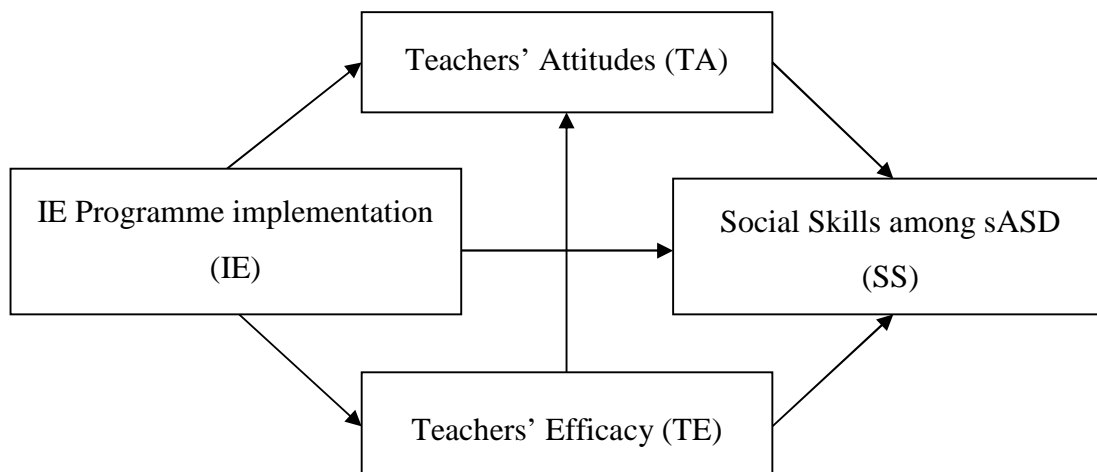 Teachers’ Attitudes (TA)
IE Programme implementation
(IE)
Social Skills among sASD
(SS)
Teachers’ Efficacy (TE)